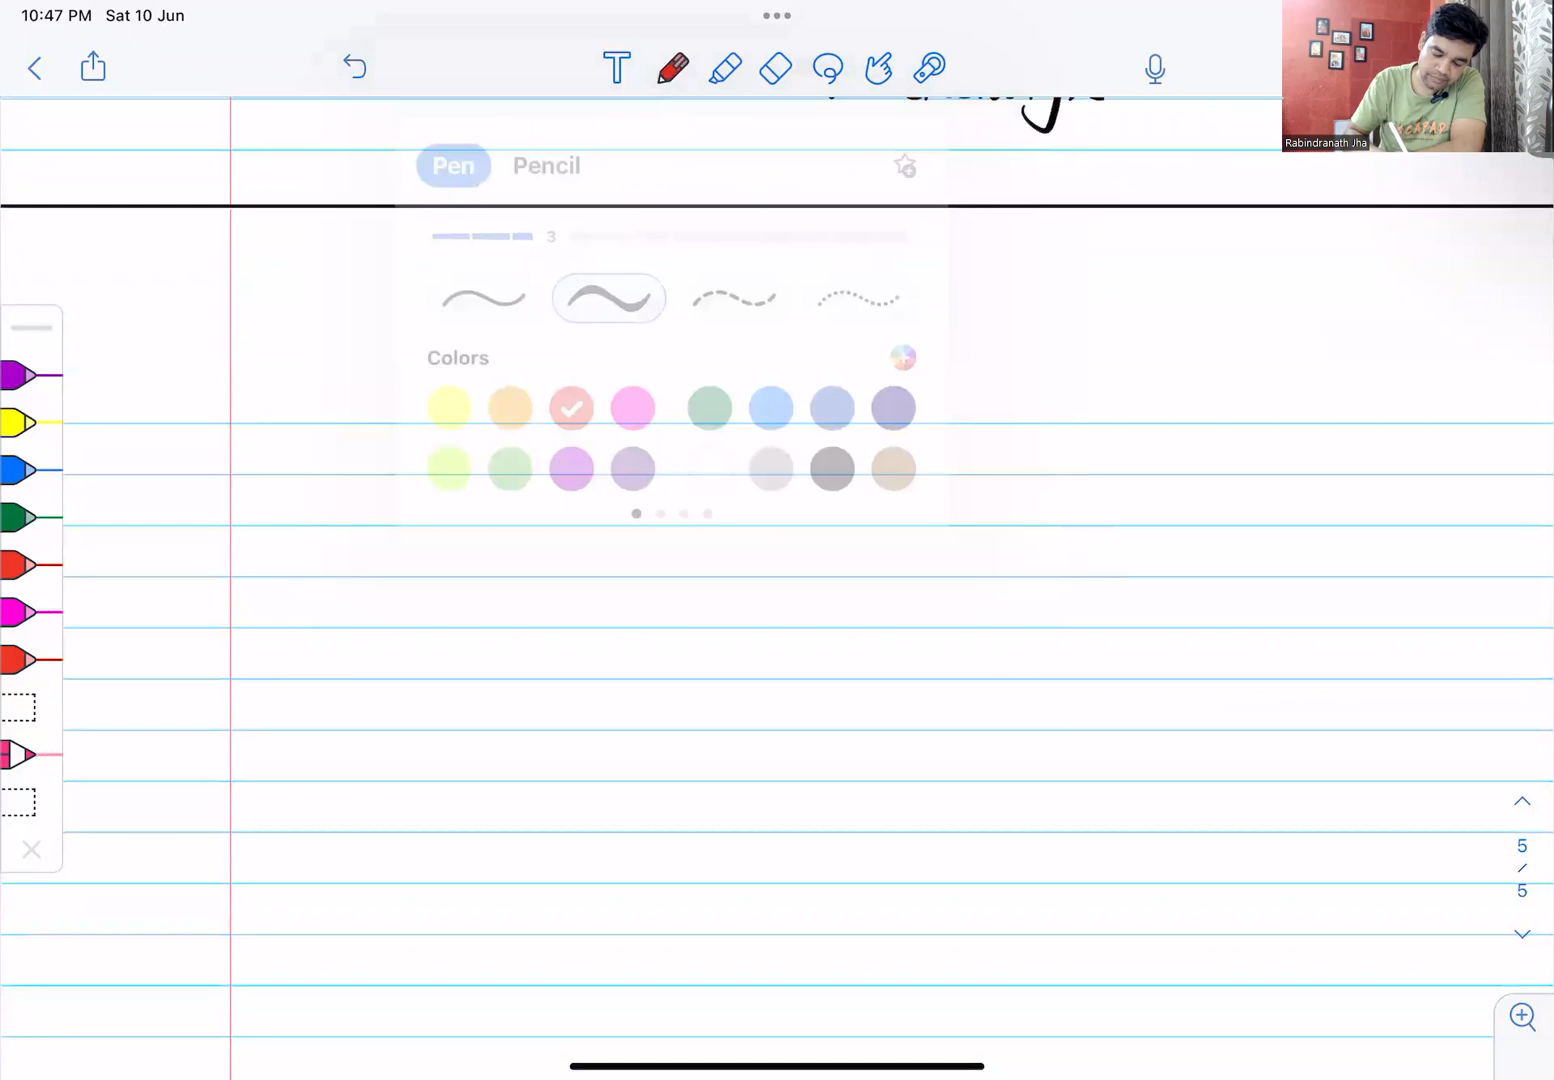 10:47 PM Sat 10 Jun
Rabindranath Jha
Pen Pencil
3
Colors
5
/
5